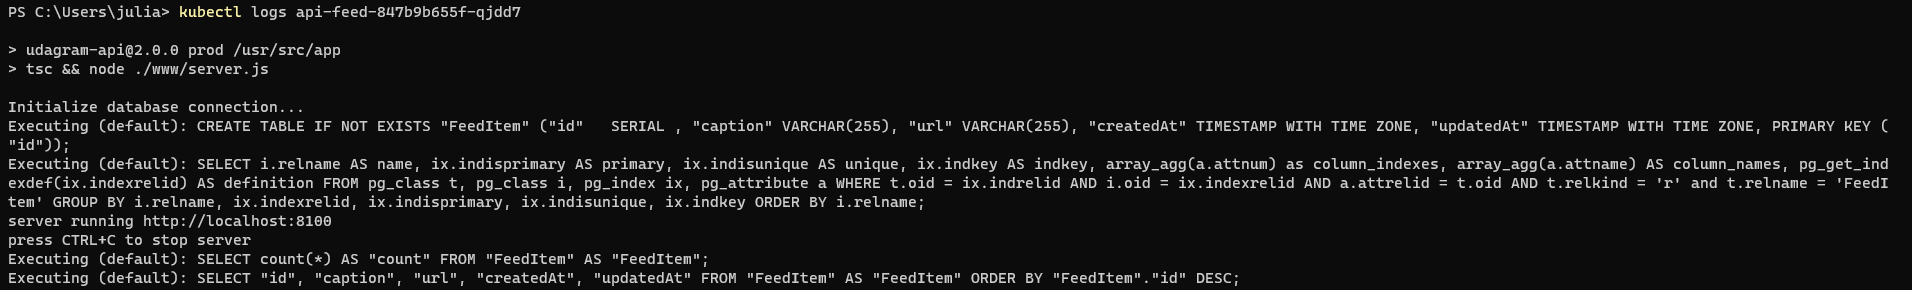 PS C:\Users\julia> kubectl logs api-feed-847b9b655f-qjdd7
> udagram-api@2.0.0 prod /usr/src/app
> tsc && node ./www/server.js
Initialize database connection...
Executing (default): CREATE TABLE IF NOT EXISTS "FeedItem" ("id"   SERIAL , "caption" VARCHAR(255), "url" VARCHAR(255), "createdAt" TIMESTAMP WITH TIME ZONE, "updatedAt" TIMESTAMP WITH TIME ZONE, PRIMARY KEY (
"id"));
Executing (default): SELECT i.relname AS name, ix.indisprimary AS primary, ix.indisunique AS unique, ix.indkey AS indkey, array_agg(a.attnum) as column_indexes, array_agg(a.attname) AS column_names, pg_get_ind
exdef(ix.indexrelid) AS definition FROM pg_class t, pg_class i, pg_index ix, pg_attribute a WHERE t.oid = ix.indrelid AND i.oid = ix.indexrelid AND a.attrelid = t.oid AND t.relkind = 'r' and t.relname = 'FeedI
tem' GROUP BY i.relname, ix.indexrelid, ix.indisprimary, ix.indisunique, ix.indkey ORDER BY i.relname;
server running http://localhost:8100
press CTRL+C to stop server
Executing (default): SELECT count(*) AS "count" FROM "FeedItem" AS "FeedItem";
Executing (default): SELECT "id", "caption", "url", "createdAt", "updatedAt" FROM "FeedItem" AS "FeedItem" ORDER BY "FeedItem"."id" DESC;